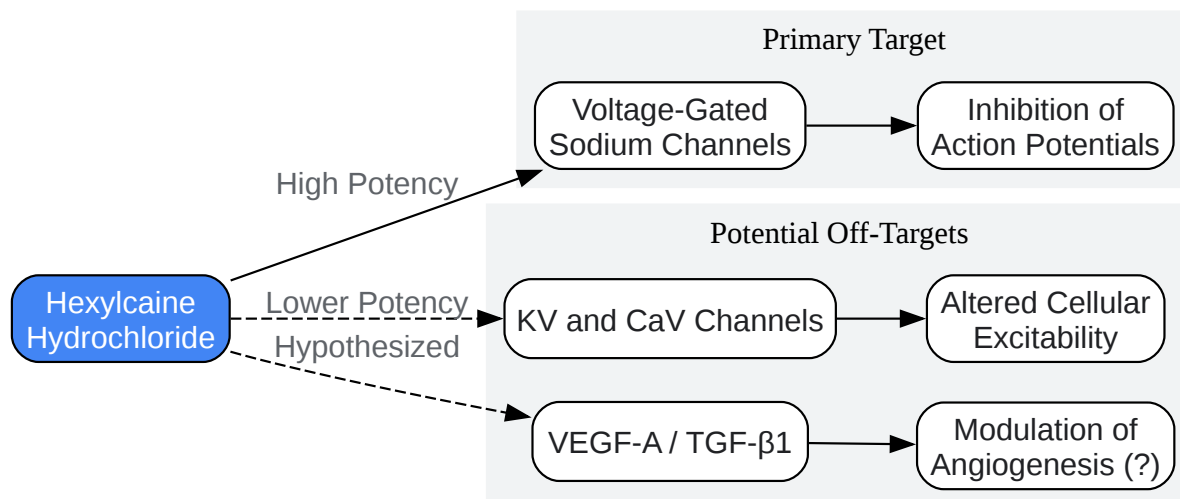 Primary Target
Voltage-Gated
Sodium Channels
Inhibition of
Action Potentials
High Potency
Potential Off-Targets
Hexylcaine
Hydrochloride
Lower Potency
KV and CaV Channels
Altered Cellular
Excitability
Hypothesized
VEGF-A / TGF-β1
Modulation of
Angiogenesis (?)